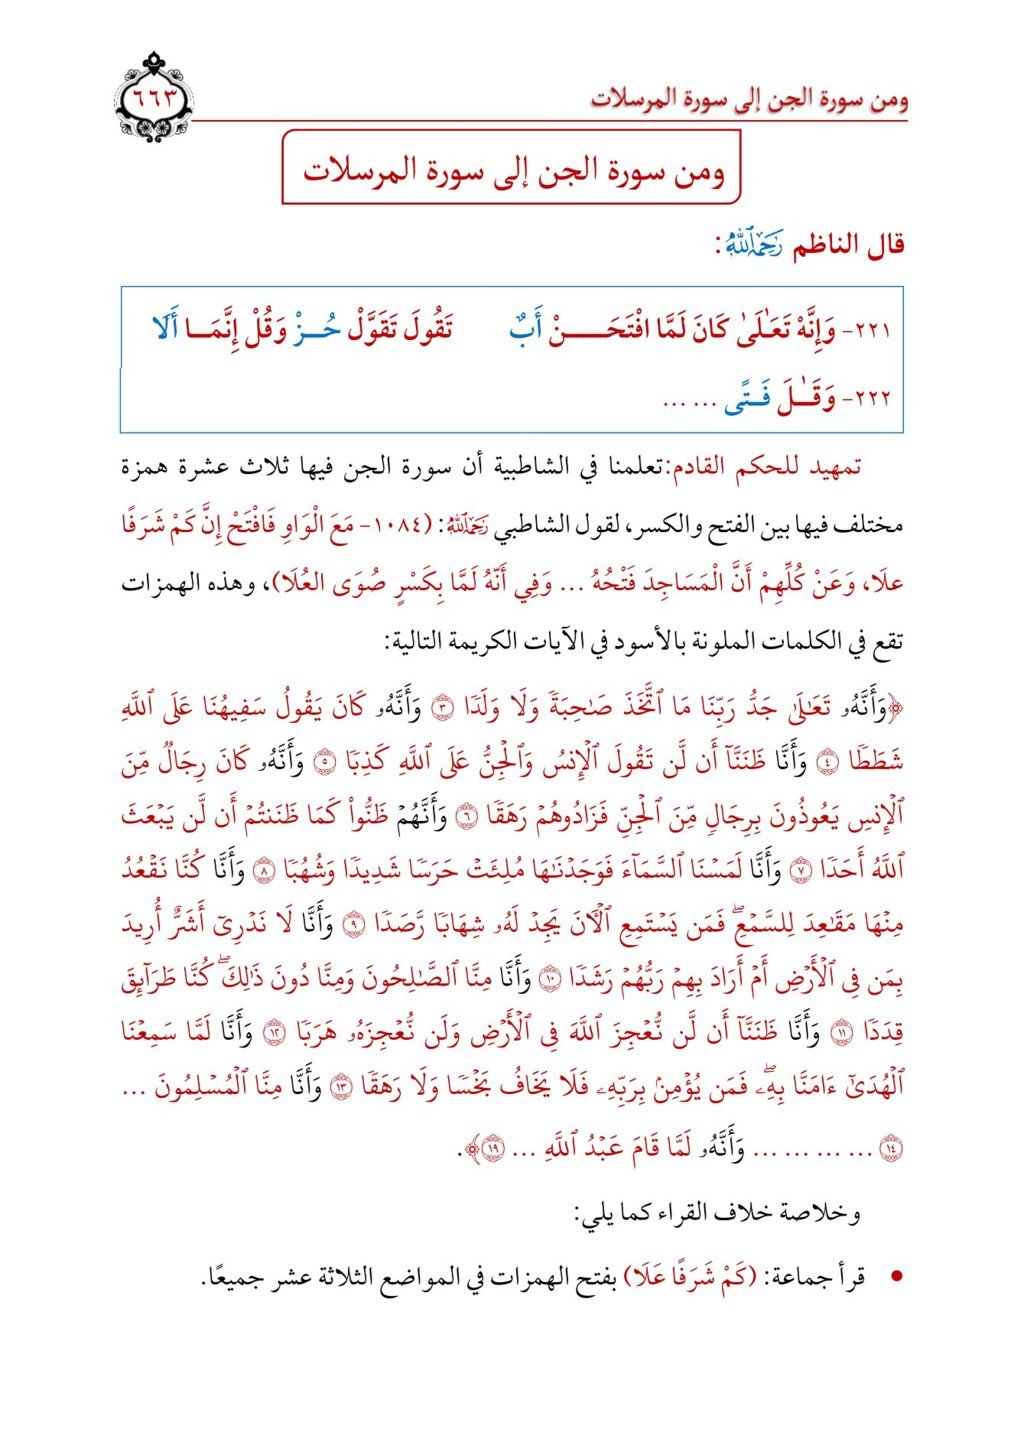 ومن سورة الجن إلى سورة المرسلات
٦٦٣
ومن سورة الجن إلى سورة المرسلات
قال الناظم رَحِمَهُ ٱللَّهُ:
٢٢١- وَإِنَّهْ تَعَٰلَىٰ كَانَ لَمَّا افْتَحَــــنْ أَبٌ تَقُولَ تَقَوَّلْ حُــزْ وَقُلْ إِنَّمَــا أَلَا
٢٢٢- وَقَــٰلَ فَــتًى ... ...
تمهيد للحكم القادم: تعلمنا في الشاطبية أن سورة الجن فيها ثلاث عشرة همزة
مختلف فيها بين الفتح والكسر، لقول الشاطبي رَحِمَهُ ٱللَّهُ: (١٠٨٤- مَعَ الْوَاوِ فَافْتَحْ إِنَّ كَمْ شَرَفًا
علَا، وَعَنْ كُلِّهِمْ أَنَّ الْمَسَاجِدَ فَتْحُهُ ... وَفِي أَنَّهُ لَمَّا بِكَسْرٍ صُوَى العُلَا)، وهذه الهمزات
تقع في الكلمات الملونة بالأسود في الآيات الكريمة التالية:
﴿وَأَنَّهُۥ تَعَٰلَىٰ جَدُّ رَبِّنَا مَا ٱتَّخَذَ صَٰحِبَةٗ وَلَا وَلَدٗا ٣ وَأَنَّهُۥ كَانَ يَقُولُ سَفِيهُنَا عَلَى ٱللَّهِ
شَطَطٗا ٤ وَأَنَّا ظَنَنَّآ أَن لَّن تَقُولَ ٱلۡإِنسُ وَٱلۡجِنُّ عَلَى ٱللَّهِ كَذِبٗا ٥ وَأَنَّهُۥ كَانَ رِجَالٞ مِّنَ
ٱلۡإِنسِ يَعُوذُونَ بِرِجَالٖ مِّنَ ٱلۡجِنِّ فَزَادُوهُمۡ رَهَقٗا ٦ وَأَنَّهُمۡ ظَنُّواْ كَمَا ظَنَنتُمۡ أَن لَّن يَبۡعَثَ
ٱللَّهُ أَحَدٗا ٧ وَأَنَّا لَمَسۡنَا ٱلسَّمَآءَ فَوَجَدۡنَٰهَا مُلِئَتۡ حَرَسٗا شَدِيدٗا وَشُهُبٗا ٨ وَأَنَّا كُنَّا نَقۡعُدُ
مِنۡهَا مَقَٰعِدَ لِلسَّمۡعِۖ فَمَن يَسۡتَمِعِ ٱلۡأٓنَ يَجِدۡ لَهُۥ شِهَابٗا رَّصَدٗا ٩ وَأَنَّا لَا نَدۡرِيٓ أَشَرٌّ أُرِيدَ
بِمَن فِي ٱلۡأَرۡضِ أَمۡ أَرَادَ بِهِمۡ رَبُّهُمۡ رَشَدٗا ١٠ وَأَنَّا مِنَّا ٱلصَّٰلِحُونَ وَمِنَّا دُونَ ذَٰلِكَۖ كُنَّا طَرَآئِقَ
قِدَدٗا ١١ وَأَنَّا ظَنَنَّآ أَن لَّن نُّعۡجِزَ ٱللَّهَ فِي ٱلۡأَرۡضِ وَلَن نُّعۡجِزَهُۥ هَرَبٗا ١٢ وَأَنَّا لَمَّا سَمِعۡنَا
ٱلۡهُدَىٰٓ ءَامَنَّا بِهِۦۖ فَمَن يُؤۡمِنۢ بِرَبِّهِۦ فَلَا يَخَافُ بَخۡسٗا وَلَا رَهَقٗا ١٣ وَأَنَّا مِنَّا ٱلۡمُسۡلِمُونَ ...
١٤ ... ... ... ... وَأَنَّهُۥ لَمَّا قَامَ عَبۡدُ ٱللَّهِ ... ١٩﴾.
وخلاصة خلاف القراء كما يلي:
• قرأ جماعة: (كَمْ شَرَفًا عَلَا) بفتح الهمزات في المواضع الثلاثة عشر جميعًا.